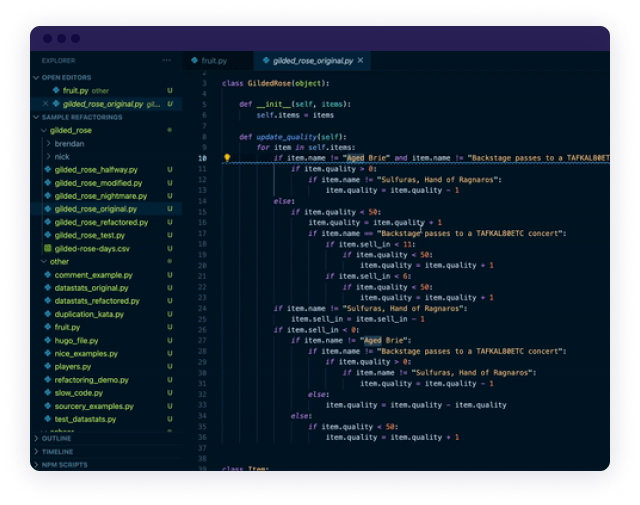 EXPLORER
···
fruit.py
gilded_rose_original.py ×
OPEN EDITORS
fruit.py other U
× gilded_rose_original.py gil... U
SAMPLE REFACTORINGS
gilded_rose
brendan
nick
gilded_rose_halfway.py U
gilded_rose_modified.py U
gilded_rose_nightmare.py U
gilded_rose_original.py U
gilded_rose_refactored.py U
gilded_rose_test.py U
gilded-rose-days.csv U
other
comment_example.py U
datastats_original.py U
datastats_refactored.py U
duplication_kata.py U
fruit.py U
hugo_file.py U
nice_examples.py U
players.py U
refactoring_demo.py U
slow_code.py U
sourcery_examples.py U
test_datastats.py U
OUTLINE
TIMELINE
NPM SCRIPTS
2
3 class GildedRose(object):
4
5 def __init__(self, items):
6 self.items = items
7
8 def update_quality(self):
9 for item in self.items:
10 if item.name != "Aged Brie" and item.name != "Backstage passes to a TAFKAL80ET
11 if item.quality > 0:
12 if item.name != "Sulfuras, Hand of Ragnaros":
13 item.quality = item.quality - 1
14 else:
15 if item.quality < 50:
16 item.quality = item.quality + 1
17 if item.name == "Backstage passes to a TAFKAL80ETC concert":
18 if item.sell_in < 11:
19 if item.quality < 50:
20 item.quality = item.quality + 1
21 if item.sell_in < 6:
22 if item.quality < 50:
23 item.quality = item.quality + 1
24 if item.name != "Sulfuras, Hand of Ragnaros":
25 item.sell_in = item.sell_in - 1
26 if item.sell_in < 0:
27 if item.name != "Aged Brie":
28 if item.name != "Backstage passes to a TAFKAL80ETC concert":
29 if item.quality > 0:
30 if item.name != "Sulfuras, Hand of Ragnaros":
31 item.quality = item.quality - 1
32 else:
33 item.quality = item.quality - item.quality
34 else:
35 if item.quality < 50:
36 item.quality = item.quality + 1
37
38
39 class Item: